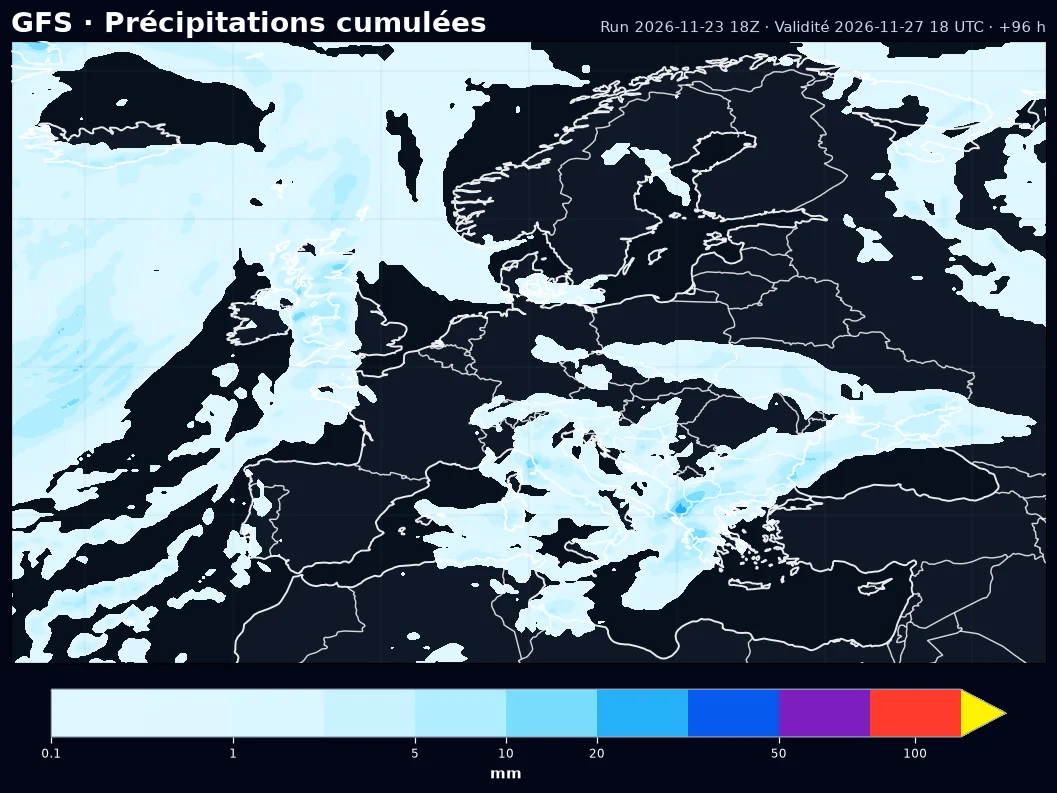 GFS · Précipitations cumulées
Run 2026-11-23 18Z · Validité 2026-11-27 18 UTC · +96 h
0.1 1 5 10 20 50 100
mm